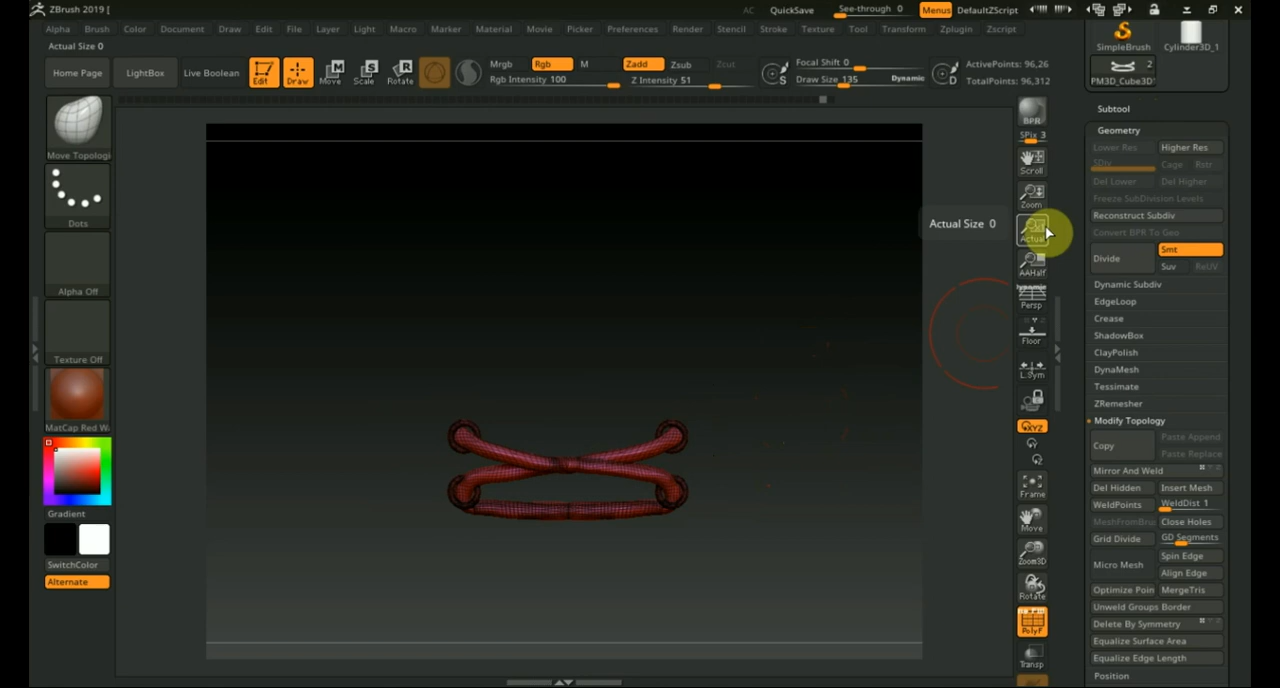 ZBrush 2019 [
AC QuickSave See-through 0 Menus DefaultZScript
Alpha Brush Color Document Draw Edit File Layer Light Macro Marker Material Movie Picker Preferences Render Stencil Stroke Texture Tool Transform Zplugin Zscript
Actual Size 0
Home Page LightBox Live Boolean Edit Draw Move Scale Rotate
Mrgb Rgb M Zadd Zsub Zcut
Rgb Intensity 100 Z Intensity 51
Focal Shift 0
Draw Size 135 Dynamic
ActivePoints: 96,26
TotalPoints: 96,312
Move Topologi
Dots
Alpha Off
Texture Off
MatCap Red W
Gradient
SwitchColor
Alternate
Actual Size 0
BPR
SPix 3
Scroll
Zoom
Actual
AAHalf
Dynamic
Persp
Floor
L.Sym
XYZ
Frame
Move
Zoom3D
Rotate
PolyF
Transp
SimpleBrush Cylinder3D_1
2
PM3D_Cube3D
Subtool
Geometry
Lower Res Higher Res
SDiv Cage Rstr
Del Lower Del Higher
Freeze SubDivision Levels
Reconstruct Subdiv
Convert BPR To Geo
Divide Smt
Suv ReUV
Dynamic Subdiv
EdgeLoop
Crease
ShadowBox
ClayPolish
DynaMesh
Tessimate
ZRemesher
Modify Topology
Copy Paste Append
Paste Replace
Mirror And Weld
Del Hidden Insert Mesh
WeldPoints WeldDist 1
MeshFromBru Close Holes
Grid Divide GD Segments
Micro Mesh Spin Edge
Align Edge
Optimize Poin MergeTris
Unweld Groups Border
Delete By Symmetry
Equalize Surface Area
Equalize Edge Length
Position